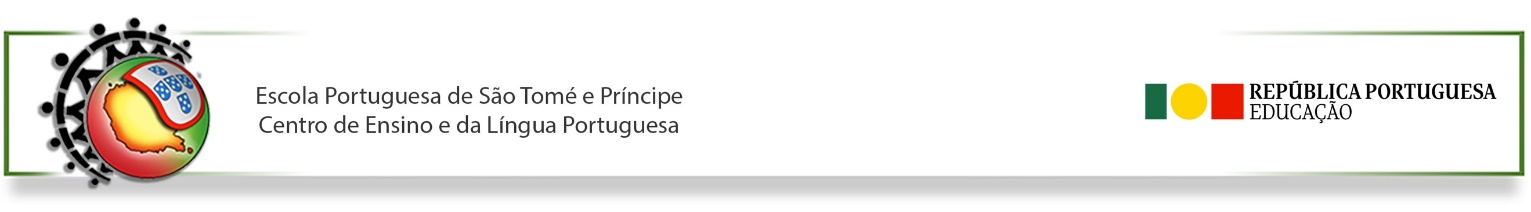 Escola Portuguesa de São Tomé e Príncipe
Centro de Ensino e da Língua Portuguesa
REPÚBLICA PORTUGUESA
EDUCAÇÃO